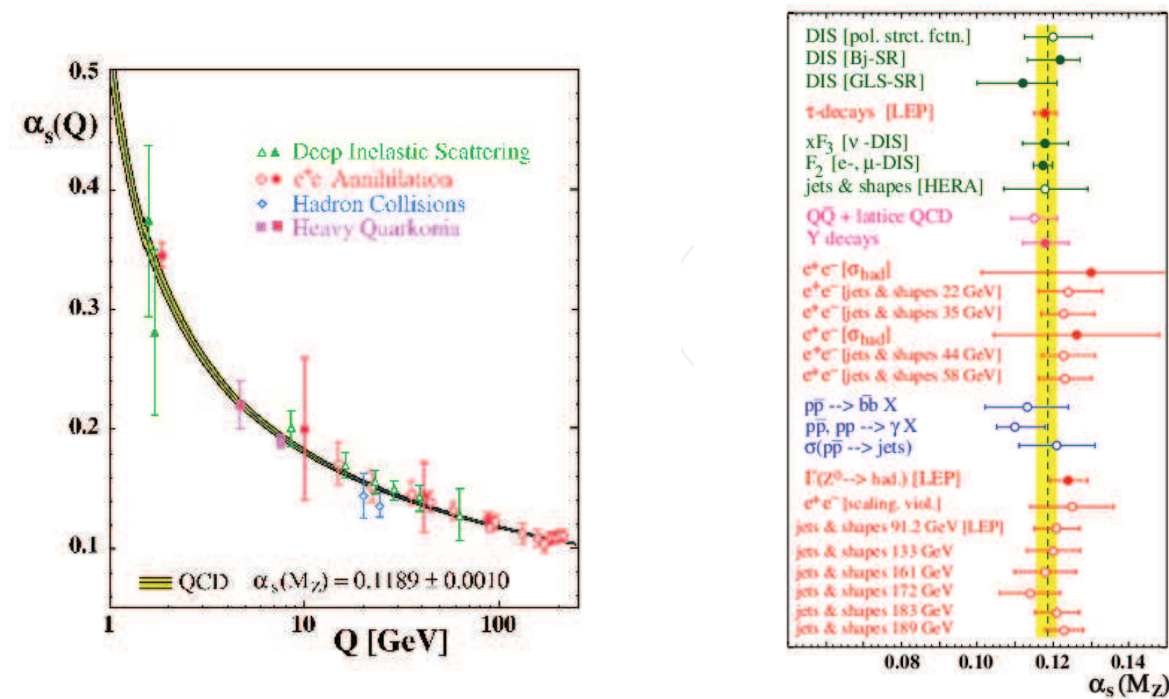 0.5
αs(Q)
0.4
0.3
0.2
0.1
Deep Inelastic Scattering
e⁺e⁻ Annihilation
Hadron Collisions
Heavy Quarkonia
QCD αs(MZ) = 0.1189 ± 0.0010
1 10 100
Q [GeV]
DIS [pol. strct. fctn.]
DIS [Bj-SR]
DIS [GLS-SR]
τ-decays [LEP]
xF3 [ν -DIS]
F2 [e-, μ-DIS]
jets & shapes [HERA]
QQ̅ + lattice QCD
Υ decays
e⁺e⁻ [σhad]
e⁺e⁻ [jets & shapes 22 GeV]
e⁺e⁻ [jets & shapes 35 GeV]
e⁺e⁻ [σhad]
e⁺e⁻ [jets & shapes 44 GeV]
e⁺e⁻ [jets & shapes 58 GeV]
pp̅ --> bb̅ X
pp̅, pp --> γ X
σ(pp̅ --> jets)
Γ(Z⁰--> had.) [LEP]
e⁺e⁻ [scaling. viol.]
jets & shapes 91.2 GeV [LEP]
jets & shapes 133 GeV
jets & shapes 161 GeV
jets & shapes 172 GeV
jets & shapes 183 GeV
jets & shapes 189 GeV
0.08 0.10 0.12 0.14
αs(MZ)